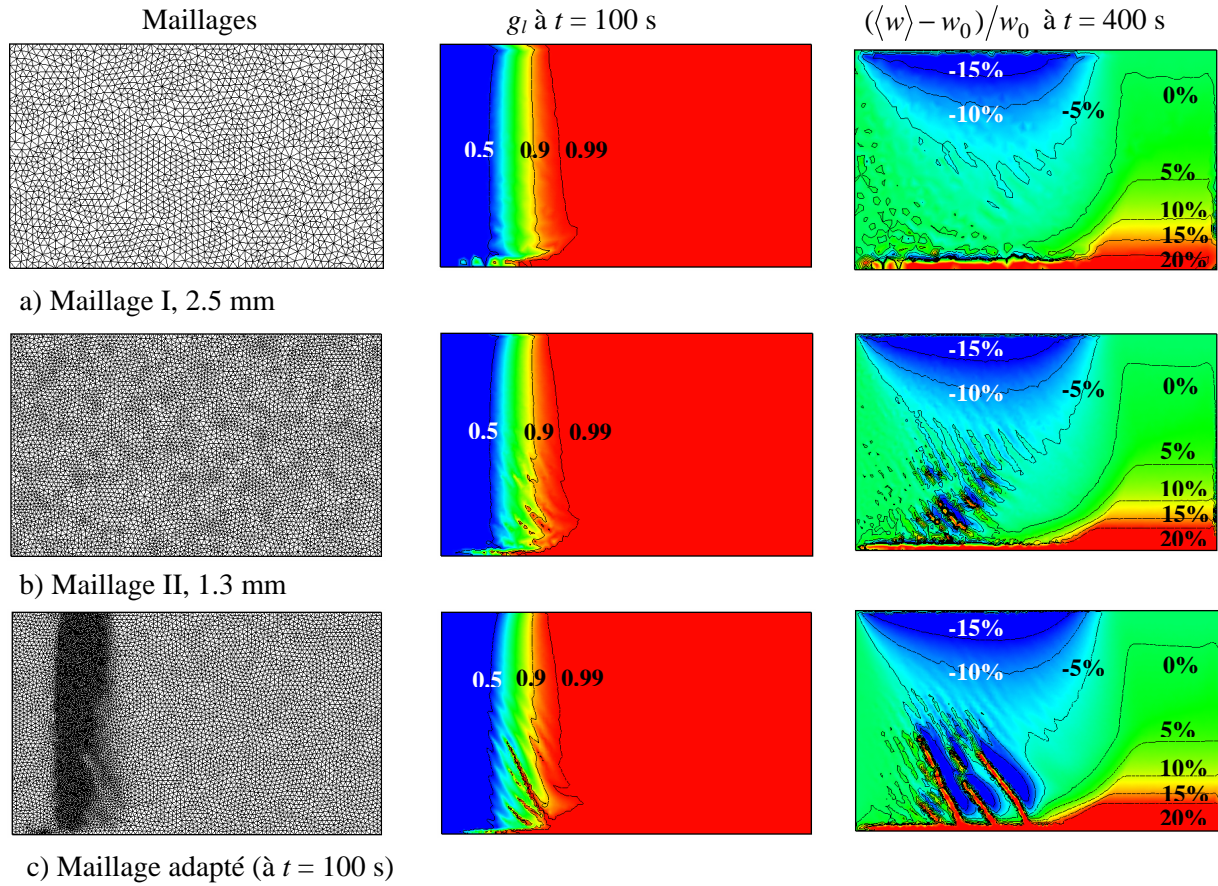 Maillages
g_l à t = 100 s
(⟨w⟩ − w_0)/w_0 à t = 400 s
0.5 0.9 0.99
-15%
-10%
-5%
0%
5%
10%
15%
20%
a) Maillage I, 2.5 mm
0.5 0.9 0.99
-15%
-10%
-5%
0%
5%
10%
15%
20%
b) Maillage II, 1.3 mm
0.5 0.9 0.99
-15%
-10%
-5%
0%
5%
10%
15%
20%
c) Maillage adapté (à t = 100 s)